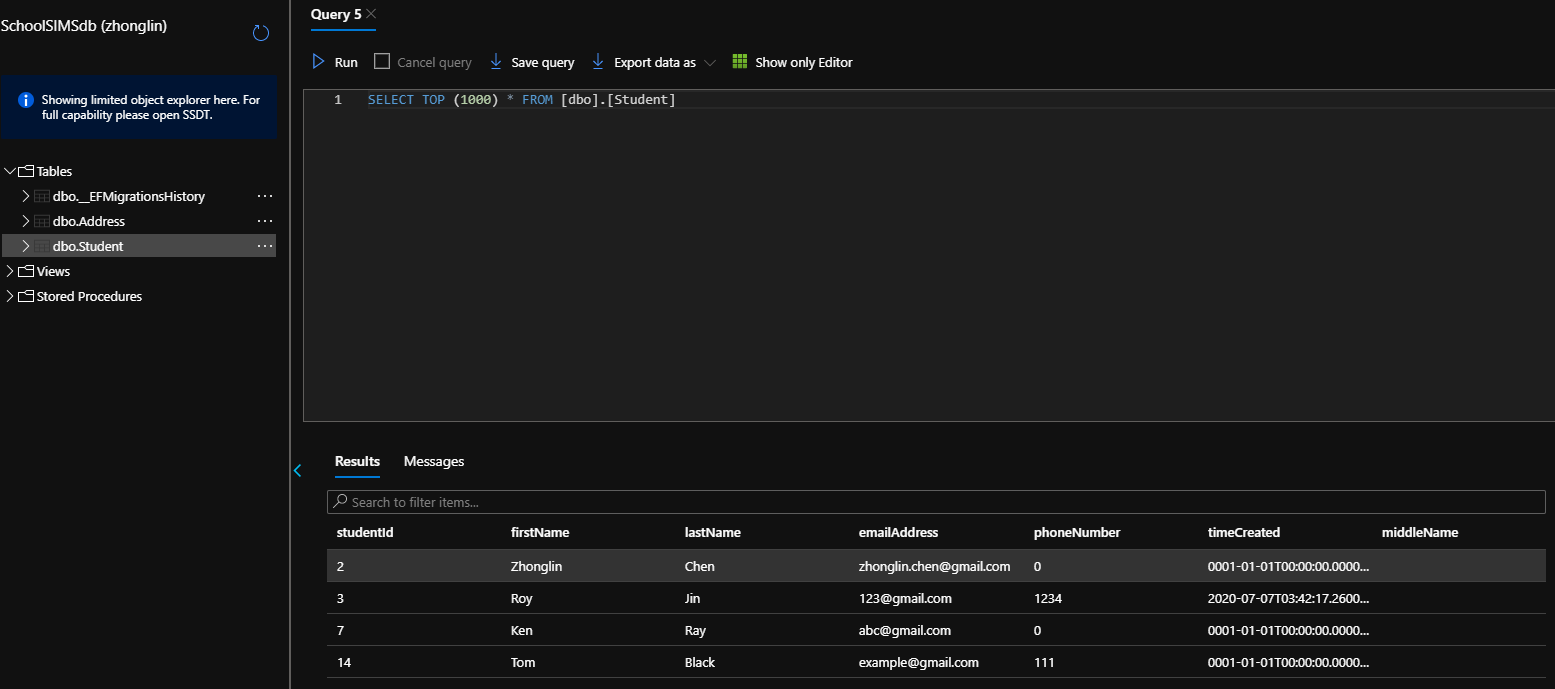 SchoolSIMSdb (zhonglin)
Showing limited object explorer here. For
full capability please open SSDT.
Tables
dbo.__EFMigrationsHistory ...
dbo.Address ...
dbo.Student ...
Views
Stored Procedures
Query 5
Run Cancel query Save query Export data as Show only Editor
1 SELECT TOP (1000) * FROM [dbo].[Student]
Results Messages
Search to filter items...
studentId firstName lastName emailAddress phoneNumber timeCreated middleName
2 Zhonglin Chen zhonglin.chen@gmail.com 0 0001-01-01T00:00:00.0000...
3 Roy Jin 123@gmail.com 1234 2020-07-07T03:42:17.2600...
7 Ken Ray abc@gmail.com 0 0001-01-01T00:00:00.0000...
14 Tom Black example@gmail.com 111 0001-01-01T00:00:00.0000...